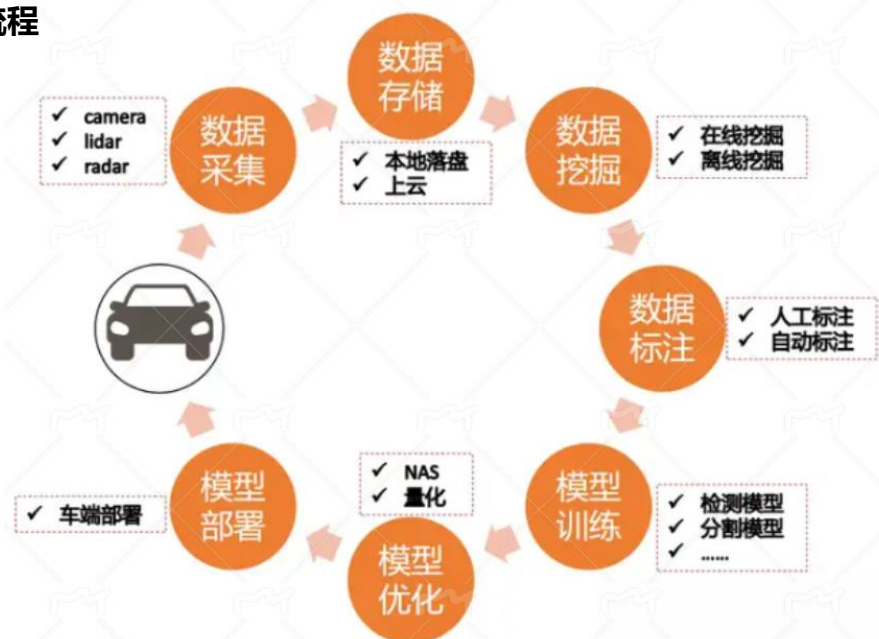 流程
数据
存储
camera
lidar
radar
数据
采集
本地落盘
上云
数据
挖掘
在线挖掘
离线挖掘
数据
标注
人工标注
自动标注
模型
训练
检测模型
分割模型
......
NAS
量化
模型
优化
模型
部署
车端部署